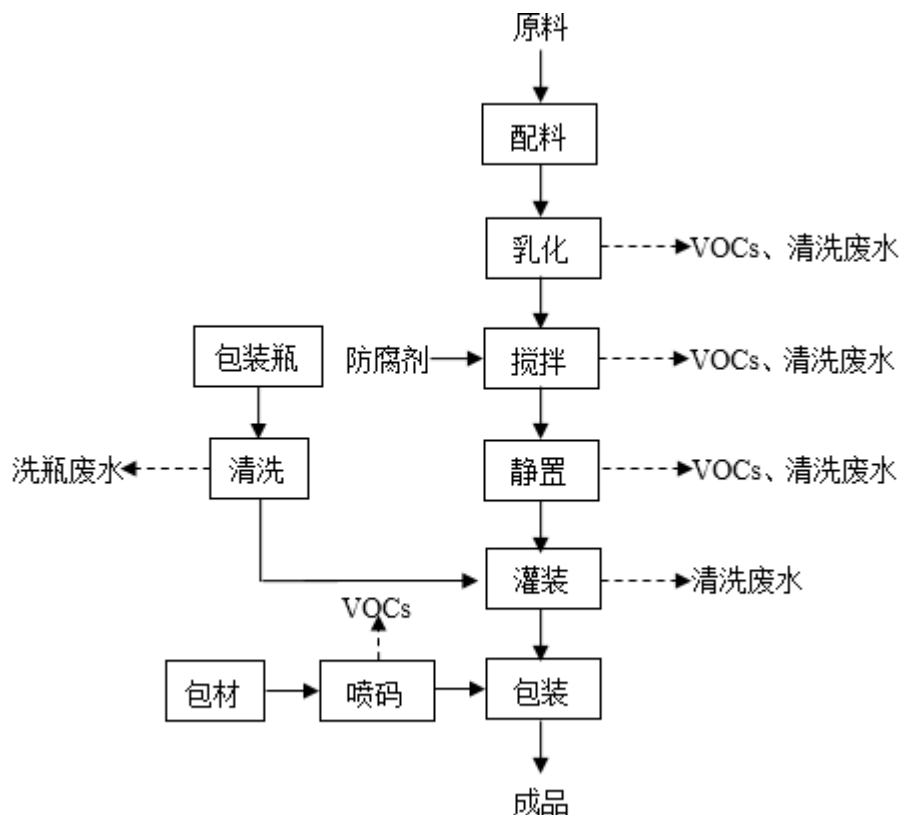 原料
配料
乳化
VOCs、清洗废水
包装瓶
防腐剂
搅拌
VOCs、清洗废水
洗瓶废水
清洗
静置
VOCs、清洗废水
灌装
清洗废水
VOCs
包材
喷码
包装
成品